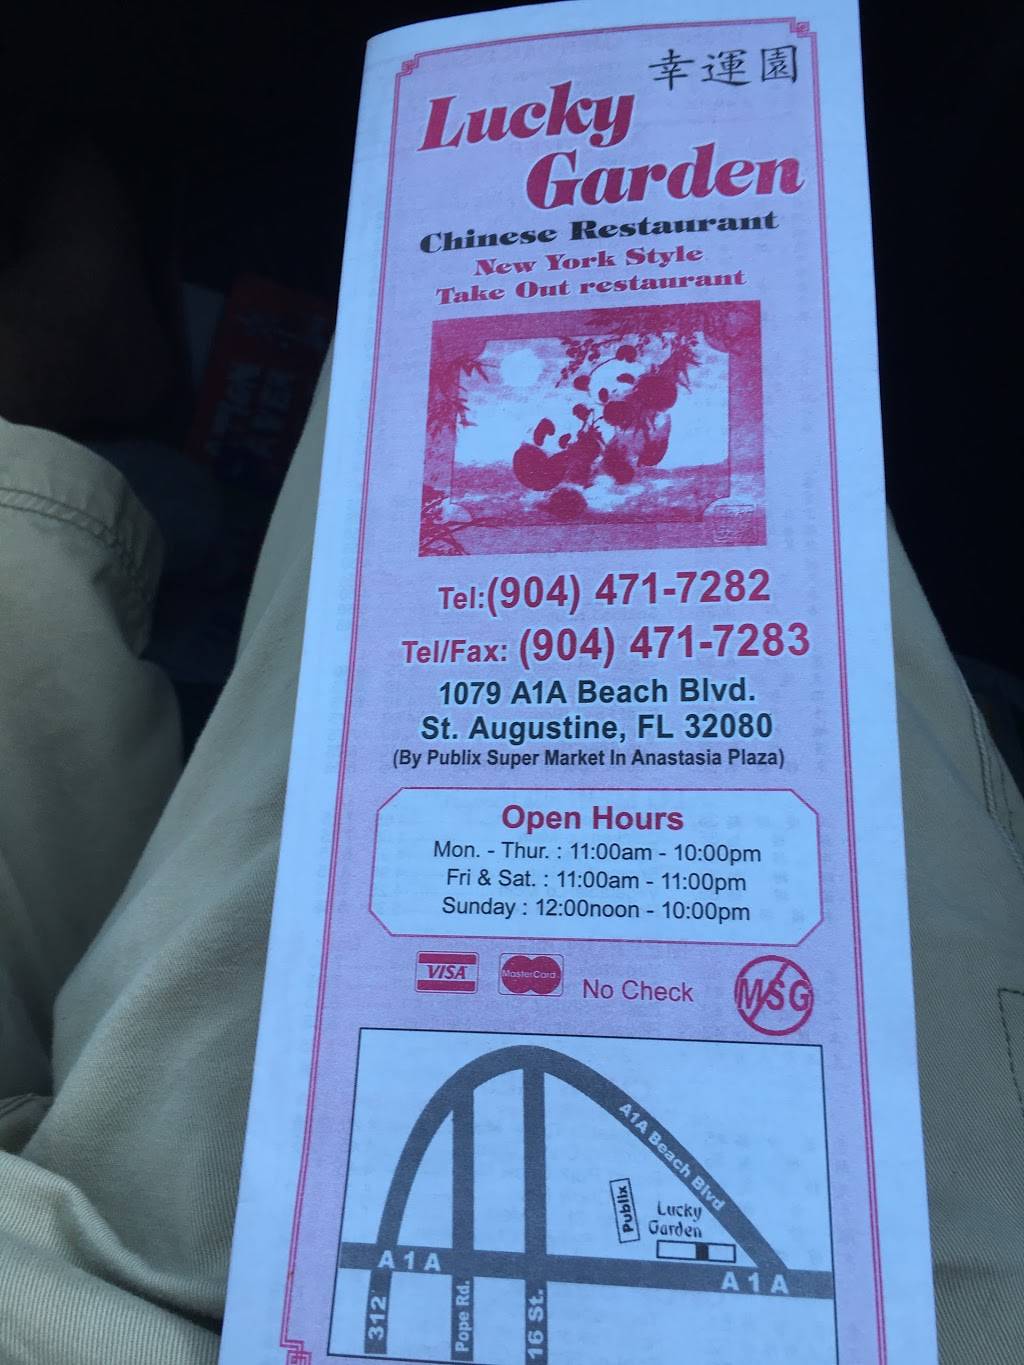 幸運園
Lucky
Garden
Chinese Restaurant
New York Style
Take Out restaurant
Tel:(904) 471-7282
Tel/Fax: (904) 471-7283
1079 A1A Beach Blvd.
St. Augustine, FL 32080
(By Publix Super Market In Anastasia Plaza)
Open Hours
Mon. - Thur. : 11:00am - 10:00pm
Fri & Sat. : 11:00am - 11:00pm
Sunday : 12:00noon - 10:00pm
VISA
MasterCard
No Check
MSG
A1A Beach Blvd
Publix
Lucky
Garden
A1A
A1A
312
Pope Rd.
16 St.